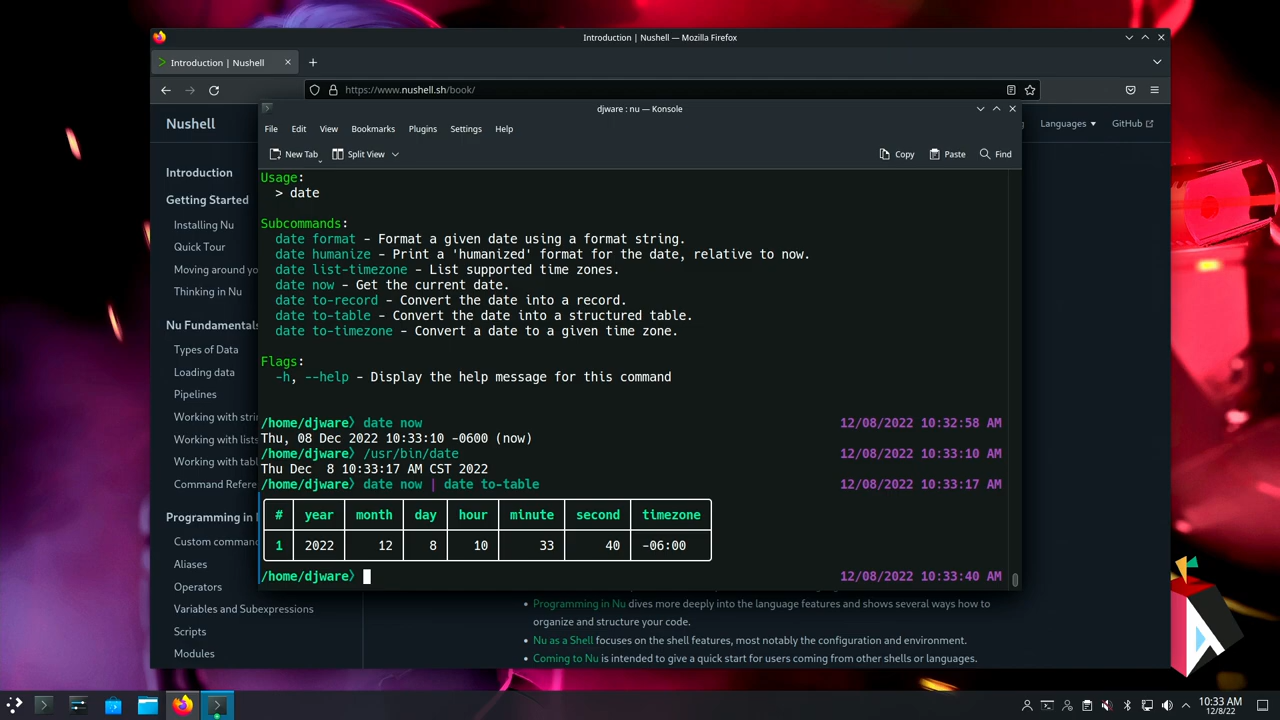 Introduction | Nushell — Mozilla Firefox
Introduction | Nushell
https://www.nushell.sh/book/
Nushell
Languages
GitHub
Introduction
Getting Started
Installing Nu
Quick Tour
Moving around yo
Thinking in Nu
Nu Fundamentals
Types of Data
Loading data
Pipelines
Working with stri
Working with lists
Working with tabl
Command Refere
Programming in N
Custom comman
Aliases
Operators
Variables and Subexpressions
Scripts
Modules
djware : nu — Konsole
File Edit View Bookmarks Plugins Settings Help
New Tab Split View Copy Paste Find
Usage:
> date
Subcommands:
date format - Format a given date using a format string.
date humanize - Print a 'humanized' format for the date, relative to now.
date list-timezone - List supported time zones.
date now - Get the current date.
date to-record - Convert the date into a record.
date to-table - Convert the date into a structured table.
date to-timezone - Convert a date to a given time zone.
Flags:
-h, --help - Display the help message for this command
/home/djware〉 date now 12/08/2022 10:32:58 AM
Thu, 08 Dec 2022 10:33:10 -0600 (now)
/home/djware〉 /usr/bin/date 12/08/2022 10:33:10 AM
Thu Dec  8 10:33:17 AM CST 2022
/home/djware〉 date now | date to-table 12/08/2022 10:33:17 AM
# year month day hour minute second timezone
1 2022 12 8 10 33 40 -06:00
/home/djware〉 12/08/2022 10:33:40 AM
Programming in Nu dives more deeply into the language features and shows several ways how to
organize and structure your code.
Nu as a Shell focuses on the shell features, most notably the configuration and environment.
Coming to Nu is intended to give a quick start for users coming from other shells or languages.
10:33 AM
12/8/22